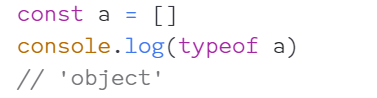 const a = []
console.log(typeof a)
// 'object'